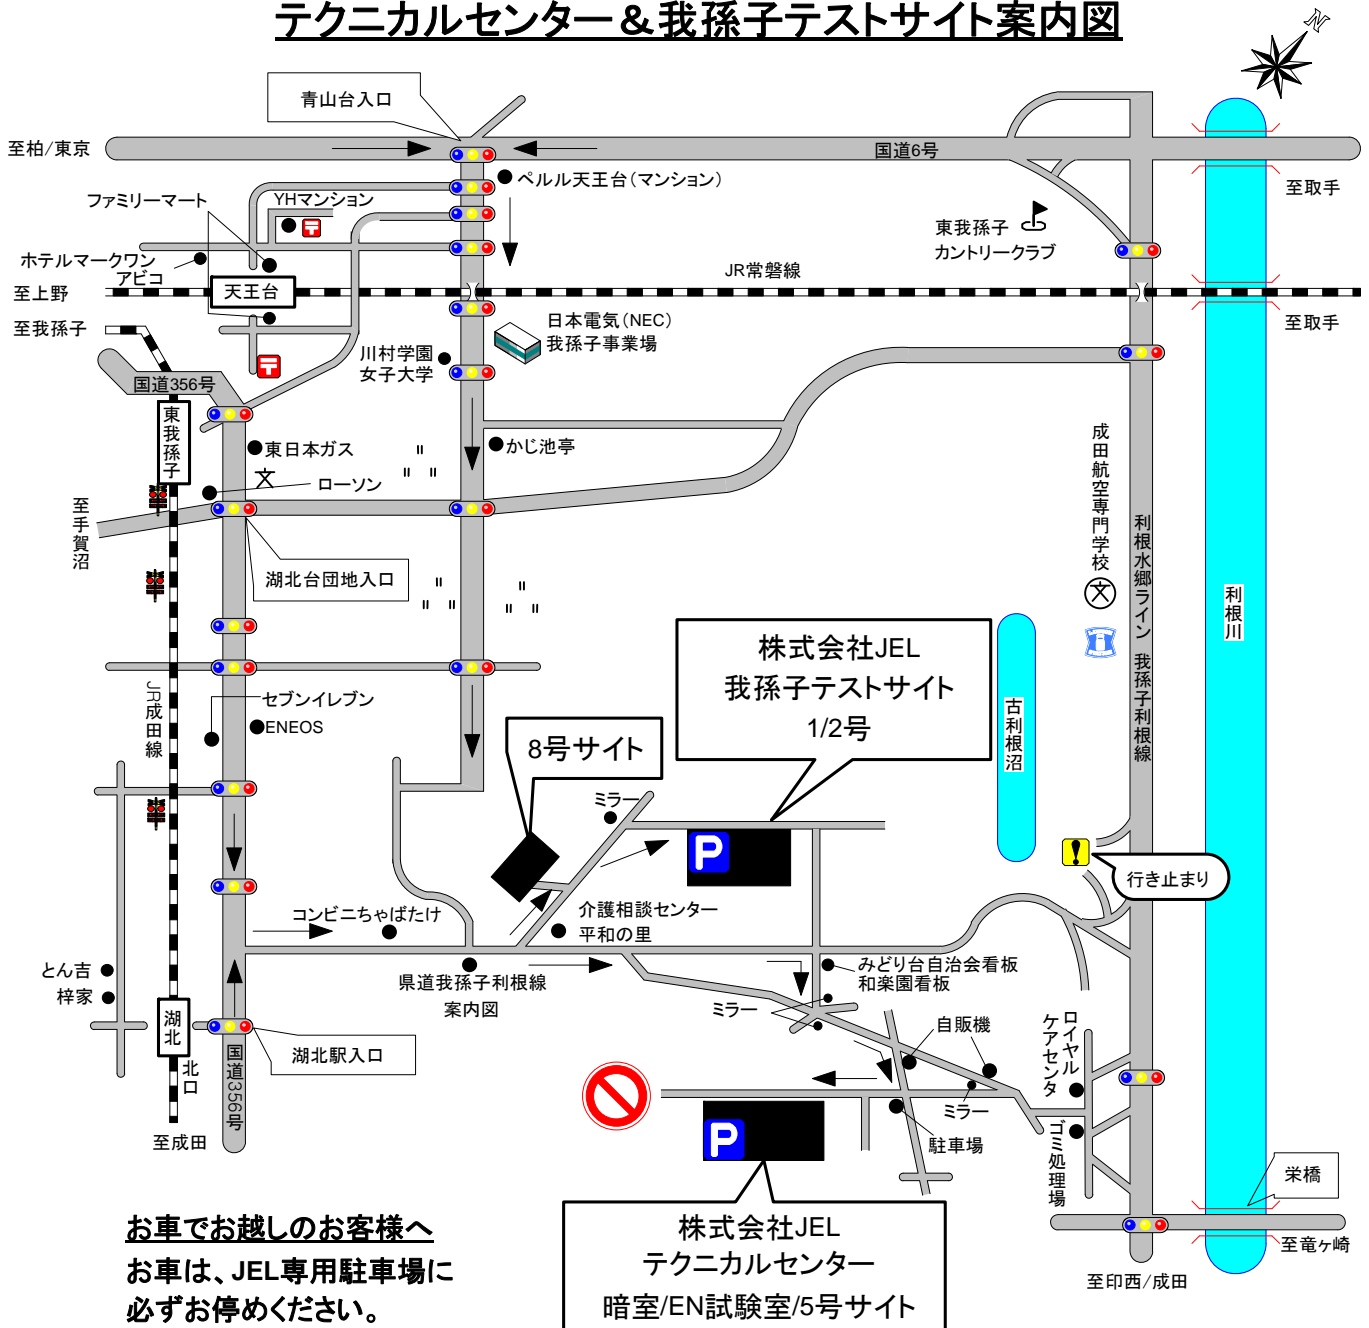 テクニカルセンター＆我孫子テストサイト案内図
N
青山台入口
至柏/東京
国道6号
ペルル天王台（マンション）
至取手
ファミリーマート
YHマンション
東我孫子
カントリークラブ
ホテルマークワン
アビコ
JR常磐線
至上野
天王台
至我孫子
日本電気（NEC）
我孫子事業場
至取手
川村学園
女子大学
国道356号
東我孫子
東日本ガス
かじ池亭
成田航空専門学校
文
ローソン
至手賀沼
利根水郷ライン 我孫子利根線
湖北台団地入口
文
利根川
株式会社JEL
我孫子テストサイト
1/2号
JR成田線
セブンイレブン
ENEOS
古利根沼
8号サイト
ミラー
P
!
行き止まり
コンビニちゃばたけ
介護相談センター
平和の里
とん吉
梓家
県道我孫子利根線
案内図
みどり台自治会看板
和楽園看板
ミラー
湖北
自販機
ロイヤル
ケアセンタ
湖北駅入口
北口
国道356号
ミラー
P
駐車場
ゴミ処理場
至成田
栄橋
お車でお越しのお客様へ
お車は、JEL専用駐車場に
必ずお停めください。
株式会社JEL
テクニカルセンター
暗室/EN試験室/5号サイト
至竜ヶ崎
至印西/成田